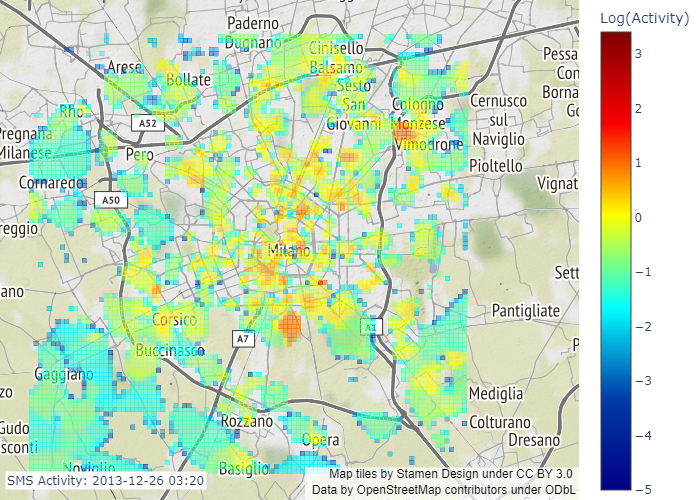 Log(Activity)
3
2
1
0
−1
−2
−3
−4
−5
Paderno
Dugnano
Cinisello
Balsamo
Arese
Bollate
Sesto
San
Giovanni
Cologno
Monzese
Cernusco
sul
Naviglio
Pessa
Con
Borna
Go
Rho
A52
Pregnana
Milanese
Pero
Vimodrone
Pioltello
Cornaredo
A50
Vignat
reggio
Milano
Sett
ano
Pantigliate
Corsico
A7
A1
Buccinasco
P
Gaggiano
zo
Mediglia
Gudo
sconti
Rozzano
Opera
Colturano
Dresano
Noviglio
Basiglio
SMS Activity: 2013-12-26 03:20
Map tiles by Stamen Design under CC BY 3.0
Data by OpenStreetMap contributors under ODbL